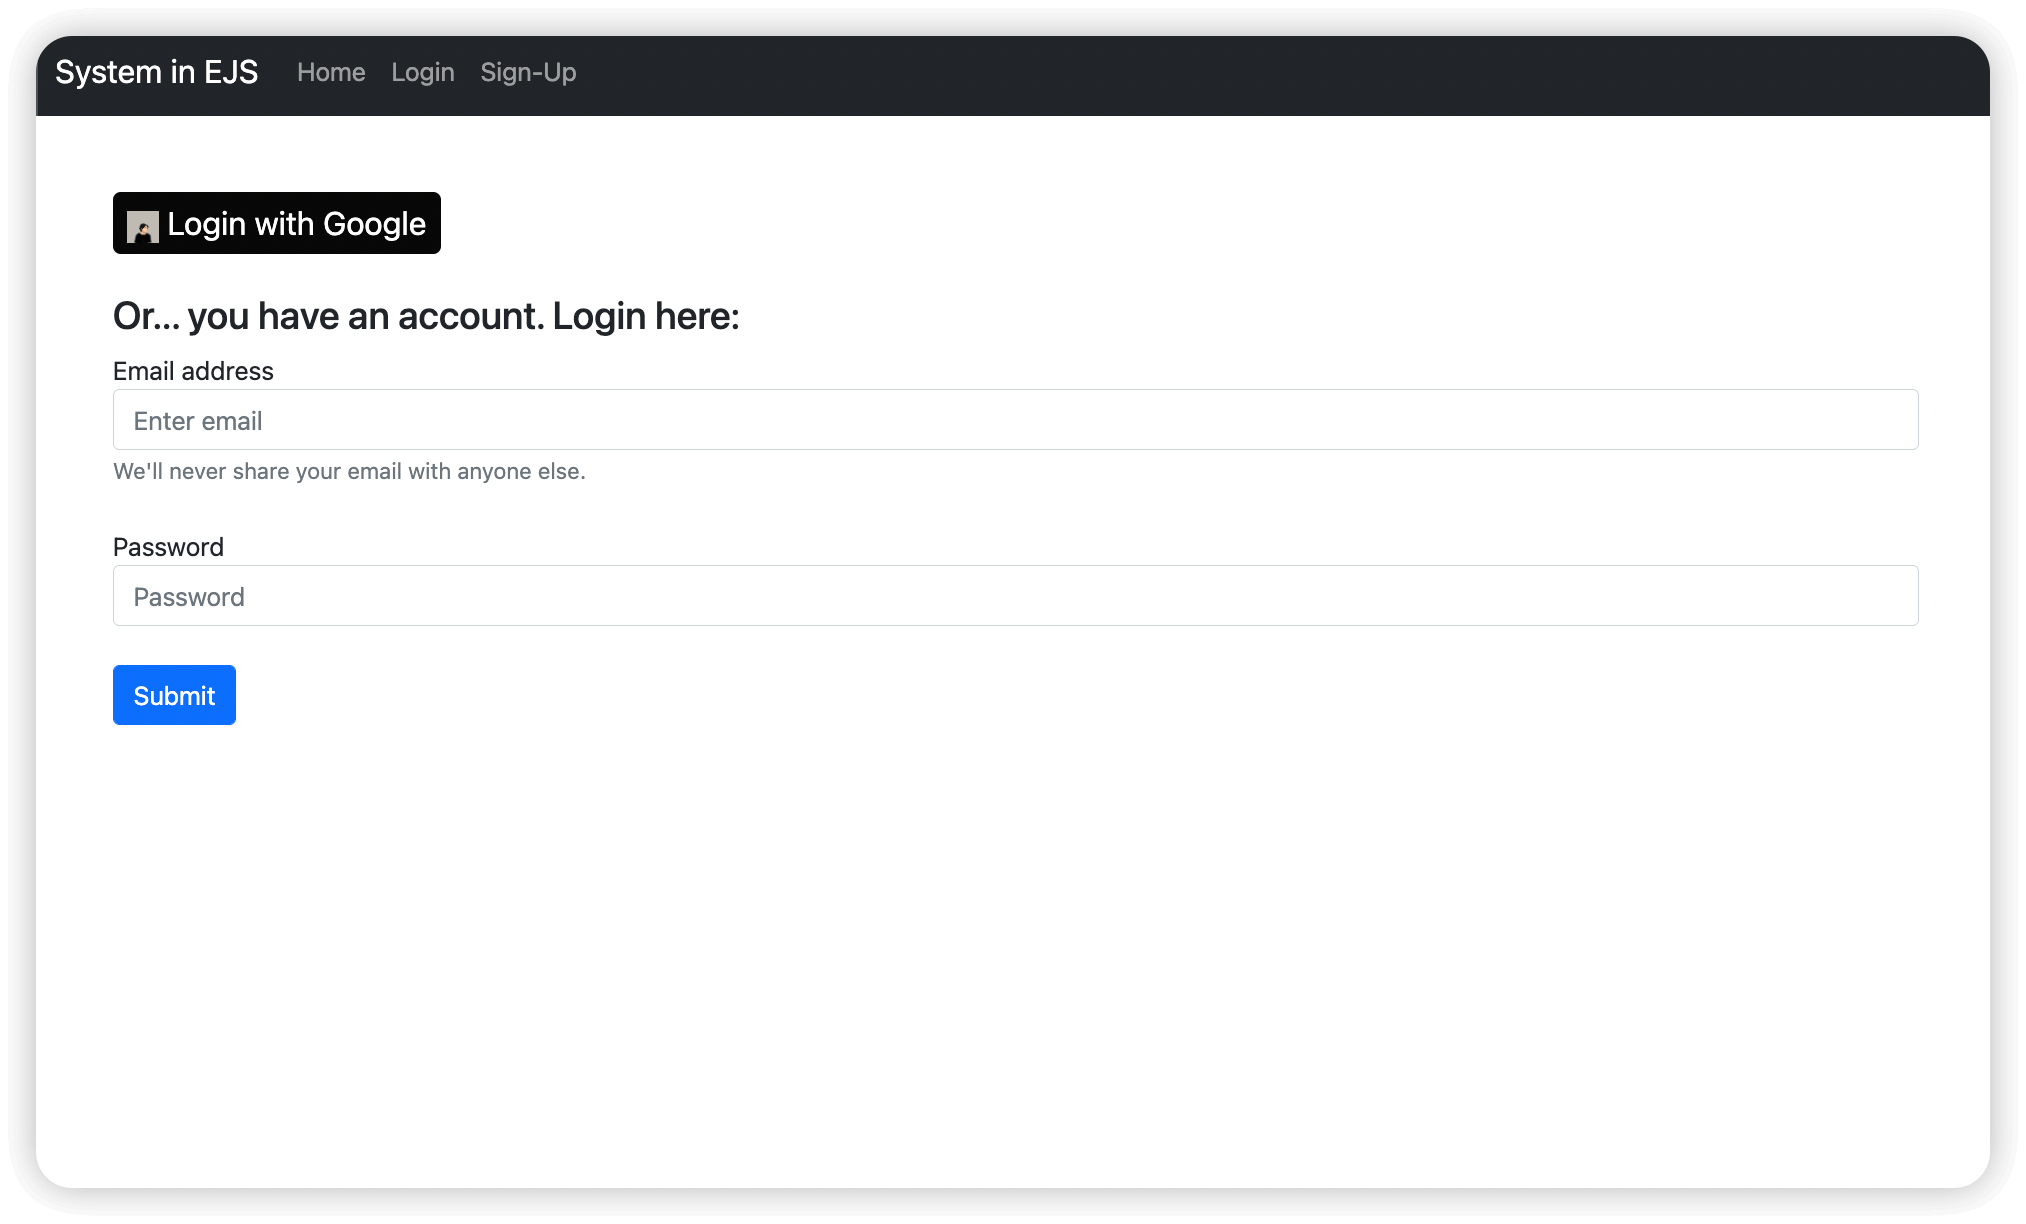 System in EJS Home Login Sign-Up
Login with Google
Or... you have an account. Login here:
Email address
Enter email
We'll never share your email with anyone else.
Password
Password
Submit